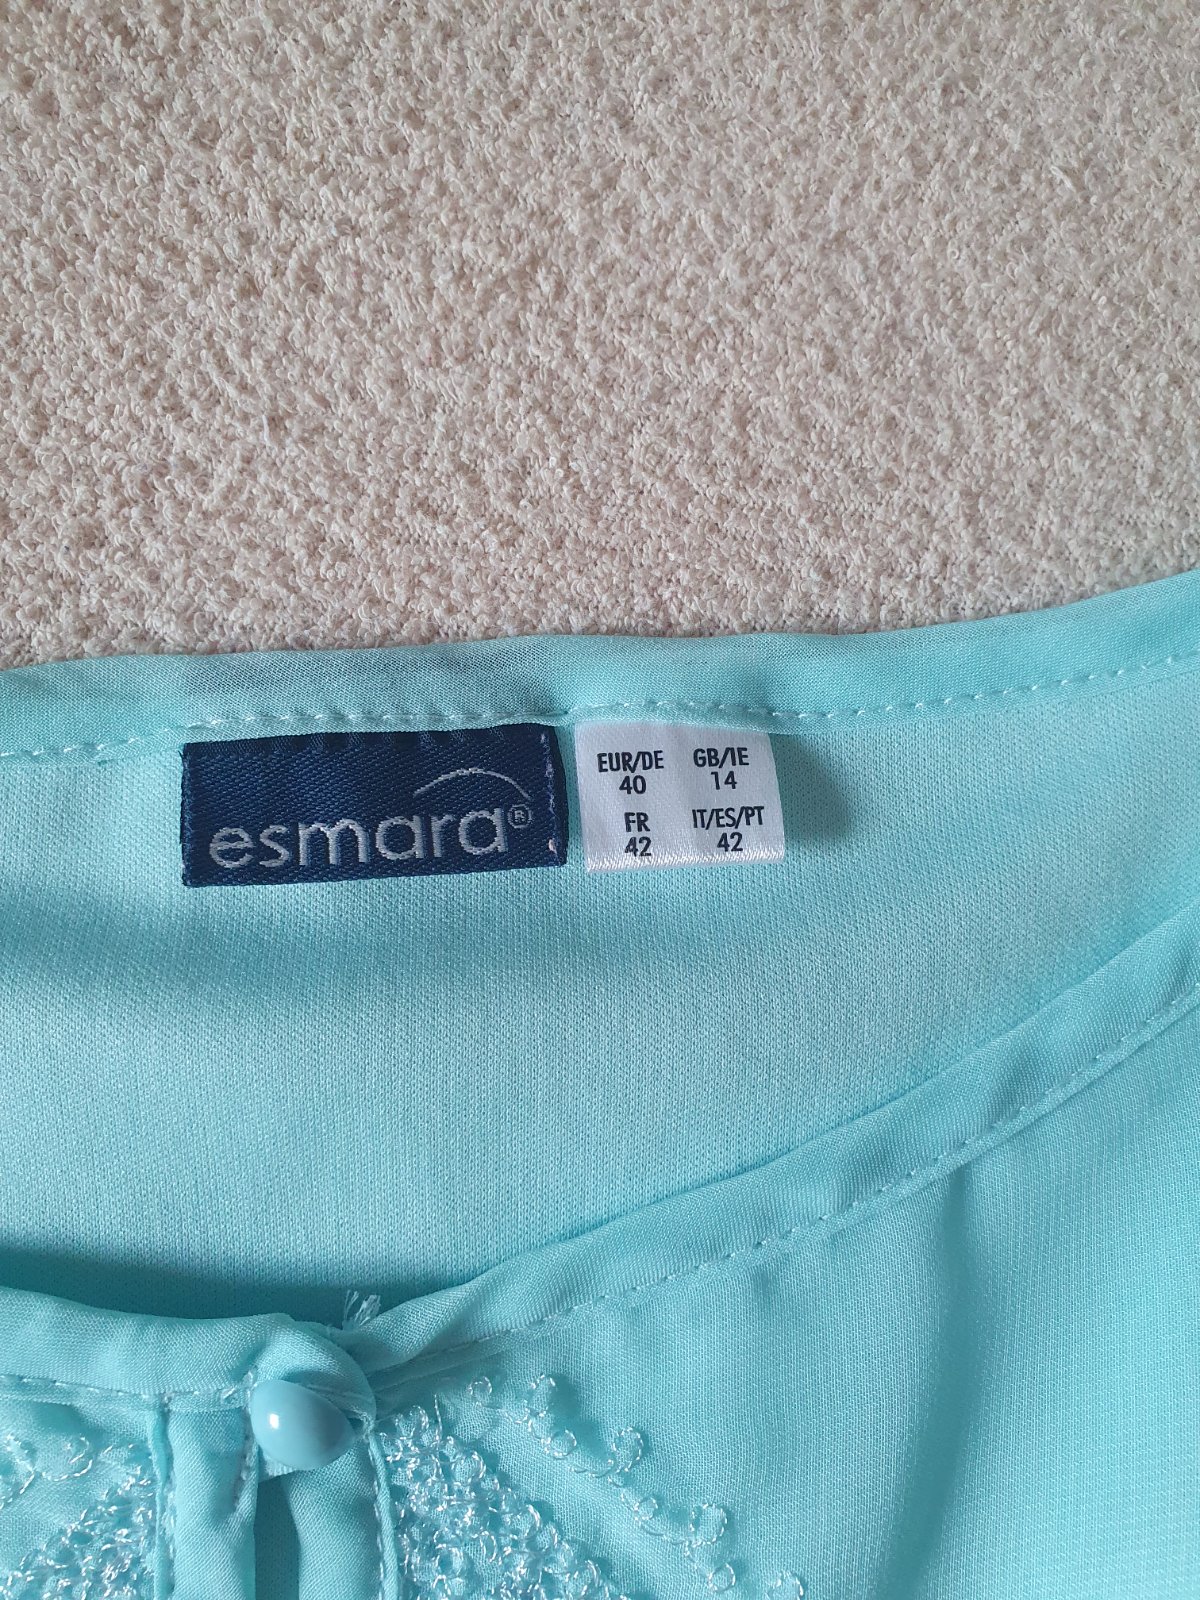 esmara®
EUR/DE GB/IE
40 14
FR IT/ES/PT
42 42